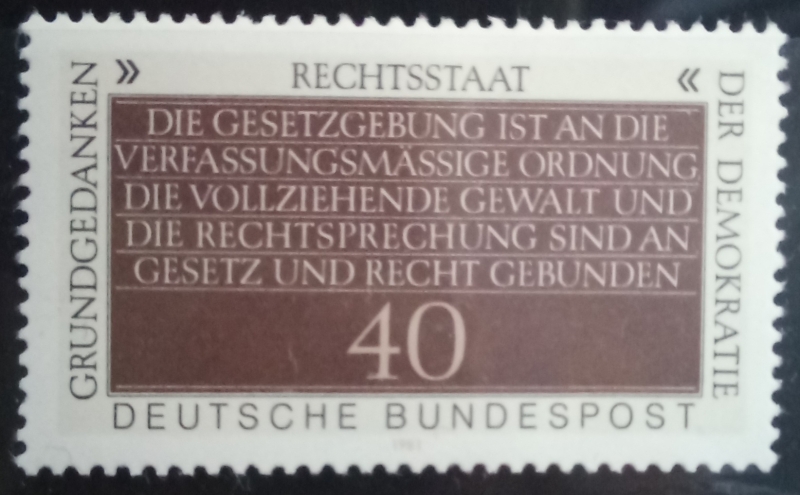 GRUNDGEDANKEN
» RECHTSSTAAT «
DER DEMOKRATIE
DIE GESETZGEBUNG IST AN DIE
VERFASSUNGSMÄSSIGE ORDNUNG
DIE VOLLZIEHENDE GEWALT UND
DIE RECHTSPRECHUNG SIND AN
GESETZ UND RECHT GEBUNDEN
40
DEUTSCHE BUNDESPOST